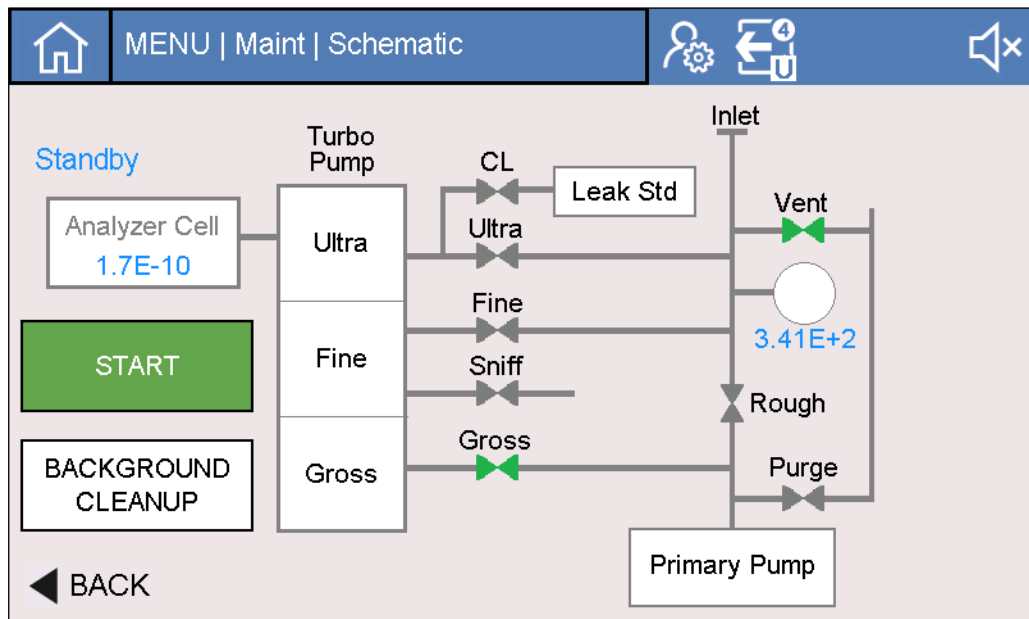 MENU | Maint | Schematic
4
U
Standby
Turbo
Pump
Inlet
CL
Leak Std
Vent
Analyzer Cell
1.7E-10
Ultra
Ultra
Fine
3.41E+2
START
Fine
Sniff
Rough
Gross
BACKGROUND
CLEANUP
Gross
Purge
Primary Pump
BACK